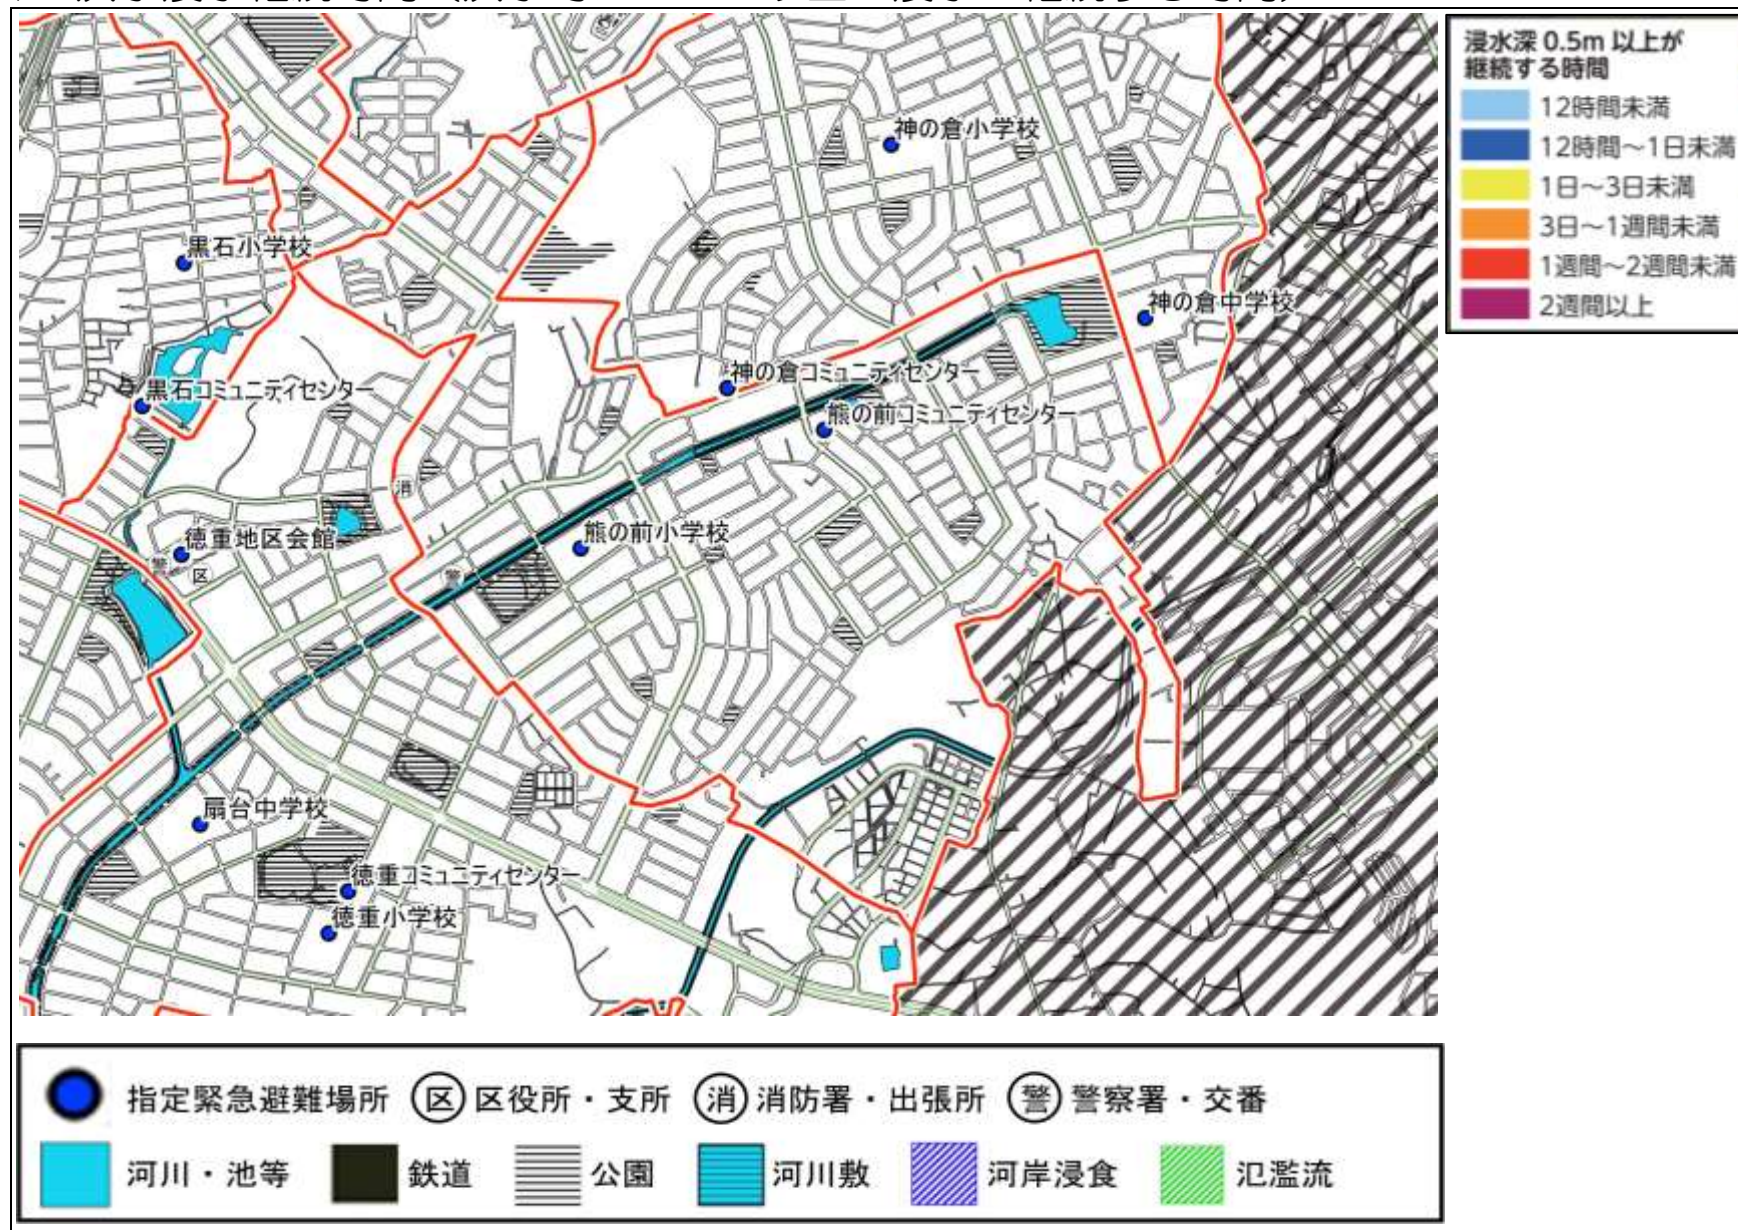 浸水深 0.5m 以上が
継続する時間
12時間未満
12時間～1日未満
1日～3日未満
3日～1週間未満
1週間～2週間未満
2週間以上
神の倉小学校
黒石小学校
神の倉中学校
神の倉コミュニティセンター
黒石コミュニティセンター
熊の前コミュニティセンター
消
熊の前小学校
徳重地区会館
警
区
警
扇台中学校
徳重コミュニティセンター
徳重小学校
指定緊急避難場所 区 区役所・支所 消 消防署・出張所 警 警察署・交番
河川・池等 鉄道 公園 河川敷 河岸浸食 氾濫流